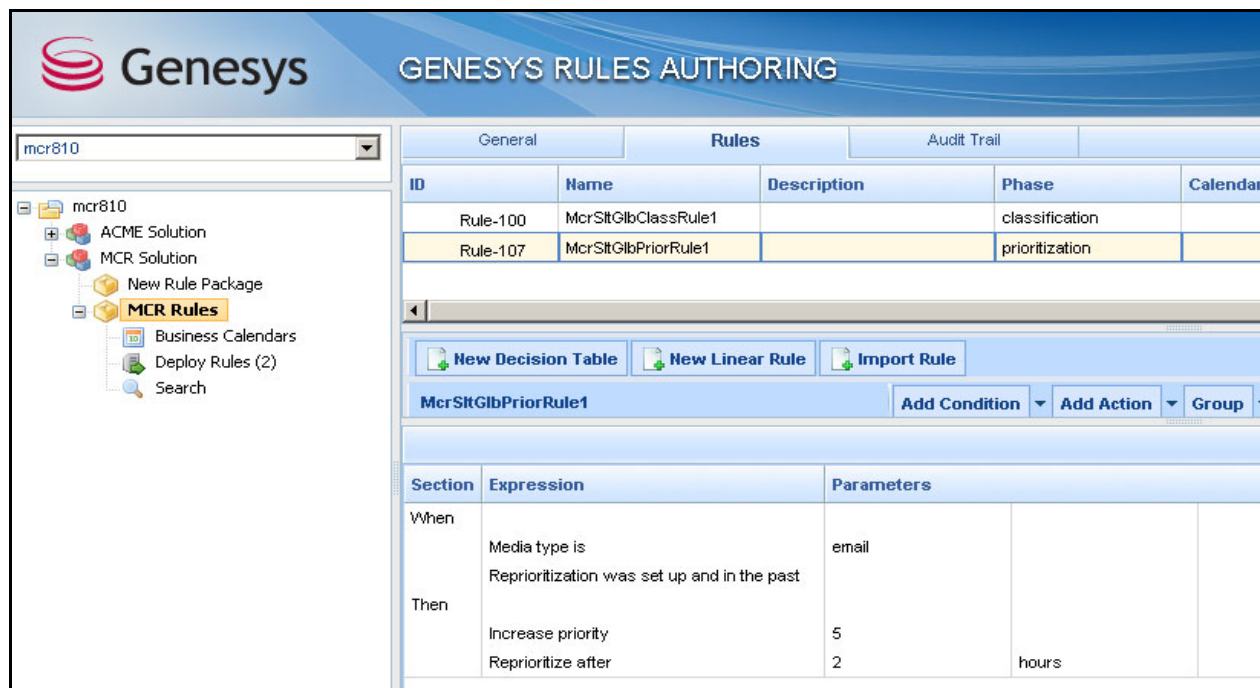 Genesys
GENESYS RULES AUTHORING
mcr810
mcr810
ACME Solution
MCR Solution
New Rule Package
MCR Rules
Business Calendars
Deploy Rules (2)
Search
General Rules Audit Trail
ID Name Description Phase Calendar
Rule-100 McrSltGlbClassRule1 classification
Rule-107 McrSltGlbPriorRule1 prioritization
New Decision Table New Linear Rule Import Rule
McrSltGlbPriorRule1 Add Condition Add Action Group
Section Expression Parameters
When
Media type is email
Reprioritization was set up and in the past
Then
Increase priority 5
Reprioritize after 2 hours